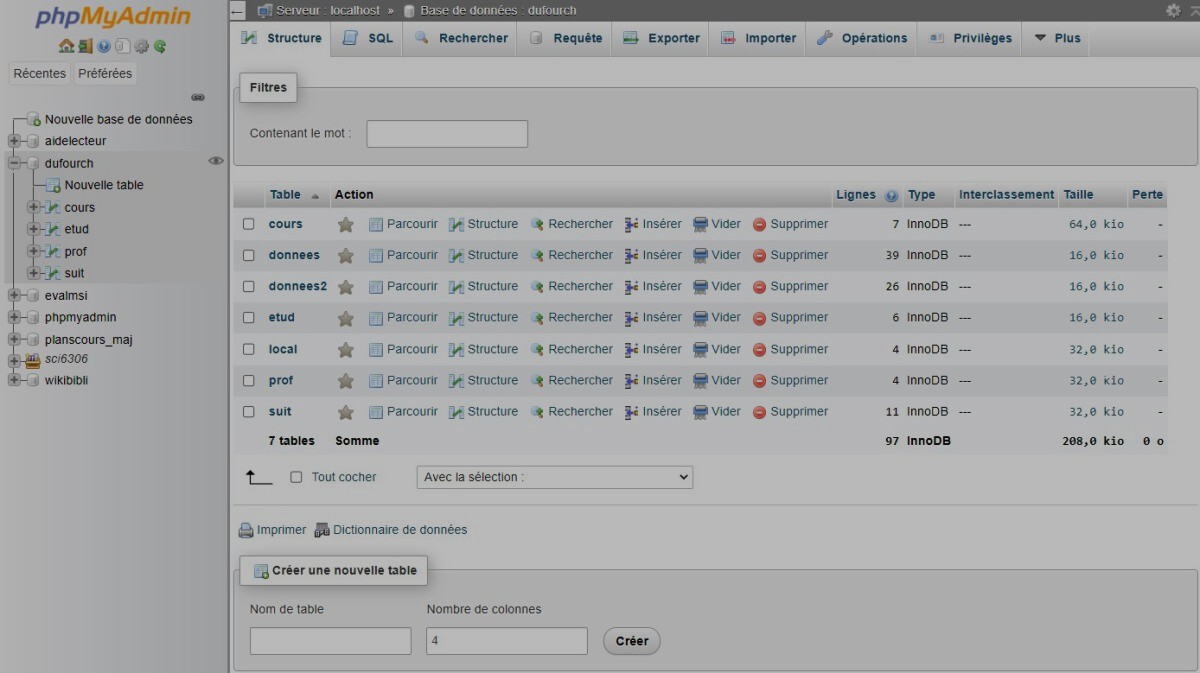 phpMyAdmin
Récentes Préférées
Nouvelle base de données
aidelecteur
dufourch
Nouvelle table
cours
etud
prof
suit
evalmsi
phpmyadmin
planscours_maj
sci6306
wikibibli
Serveur : localhost » Base de données : dufourch
Structure SQL Rechercher Requête Exporter Importer Opérations Privilèges Plus
Filtres
Contenant le mot :
Table Action Lignes Type Interclassement Taille Perte
cours Parcourir Structure Rechercher Insérer Vider Supprimer 7 InnoDB --- 64,0 kio -
donnees Parcourir Structure Rechercher Insérer Vider Supprimer 39 InnoDB --- 16,0 kio -
donnees2 Parcourir Structure Rechercher Insérer Vider Supprimer 26 InnoDB --- 16,0 kio -
etud Parcourir Structure Rechercher Insérer Vider Supprimer 6 InnoDB --- 16,0 kio -
local Parcourir Structure Rechercher Insérer Vider Supprimer 4 InnoDB --- 32,0 kio -
prof Parcourir Structure Rechercher Insérer Vider Supprimer 4 InnoDB --- 32,0 kio -
suit Parcourir Structure Rechercher Insérer Vider Supprimer 11 InnoDB --- 32,0 kio -
7 tables Somme 97 InnoDB 208,0 kio 0 o
Tout cocher Avec la sélection :
Imprimer Dictionnaire de données
Créer une nouvelle table
Nom de table Nombre de colonnes
4 Créer